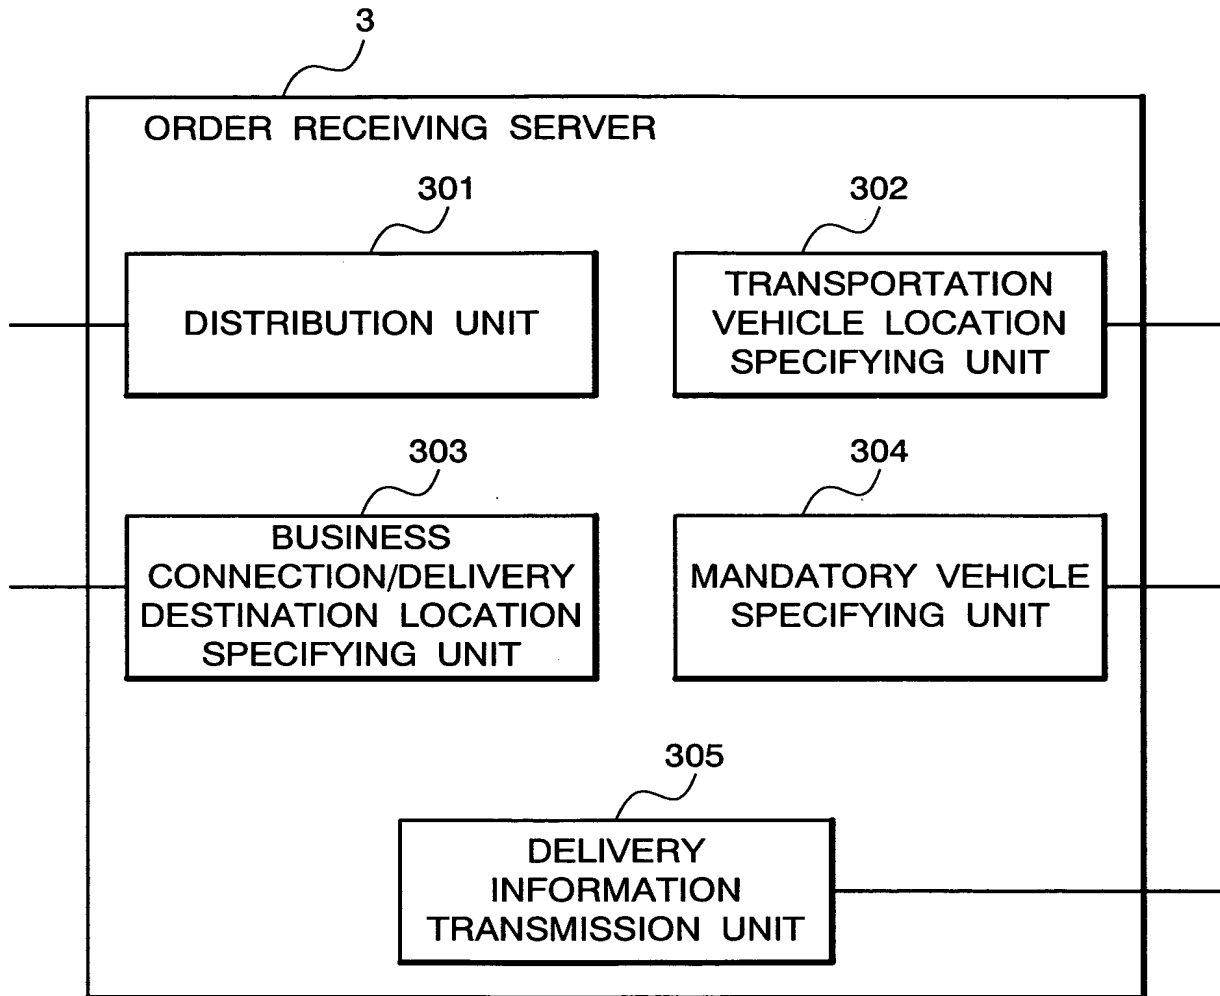 3
ORDER RECEIVING SERVER
301
DISTRIBUTION UNIT
302
TRANSPORTATION
VEHICLE LOCATION
SPECIFYING UNIT
303
BUSINESS
CONNECTION/DELIVERY
DESTINATION LOCATION
SPECIFYING UNIT
304
MANDATORY VEHICLE
SPECIFYING UNIT
305
DELIVERY
INFORMATION
TRANSMISSION UNIT